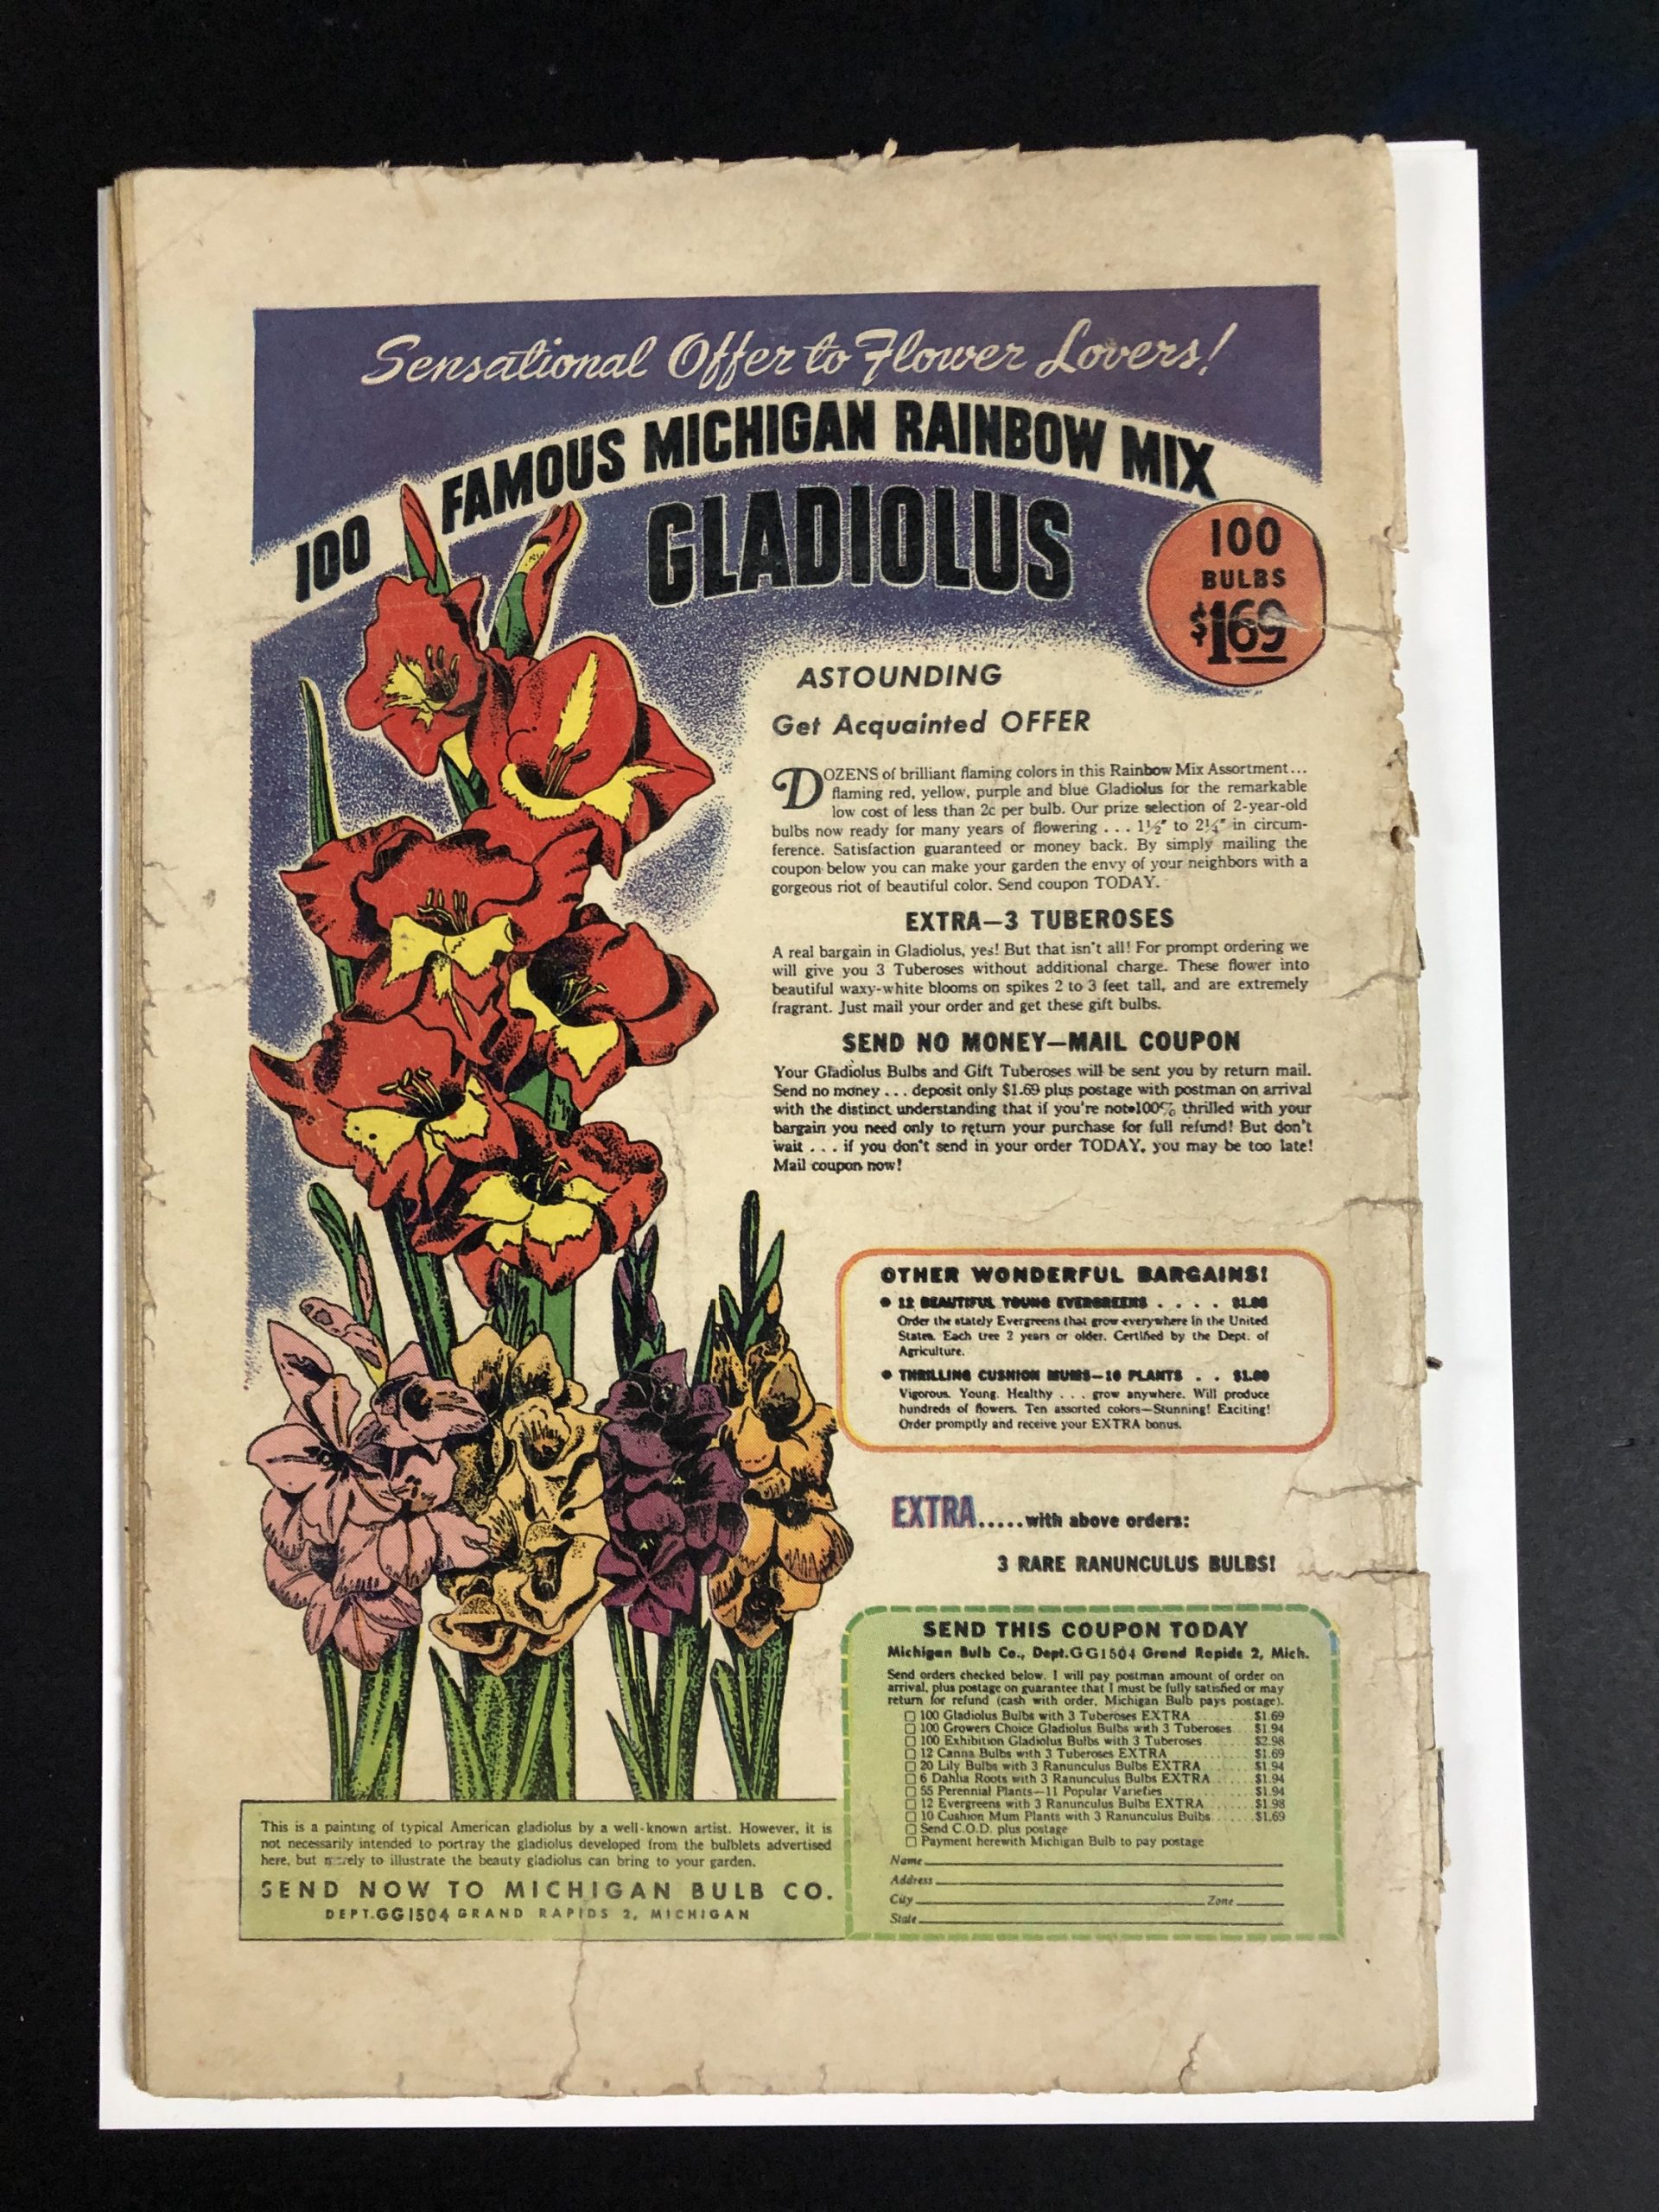 Sensational Offer to Flower Lovers!
100 FAMOUS MICHIGAN RAINBOW MIX
GLADIOLUS
100
BULBS
$1.69
ASTOUNDING
Get Acquainted OFFER
DOZENS of brilliant flaming colors in this Rainbow Mix Assortment...
flaming red, yellow, purple and blue Gladiolus for the remarkable
low cost of less than 2c per bulb. Our prize selection of 2-year-old
bulbs now ready for many years of flowering . . . 1½″ to 2¼″ in circum-
ference. Satisfaction guaranteed or money back. By simply mailing the
coupon below you can make your garden the envy of your neighbors with a
gorgeous riot of beautiful color. Send coupon TODAY.
EXTRA—3 TUBEROSES
A real bargain in Gladiolus, yes! But that isn't all! For prompt ordering we
will give you 3 Tuberoses without additional charge. These flower into
beautiful waxy-white blooms on spikes 2 to 3 feet tall, and are extremely
fragrant. Just mail your order and get these gift bulbs.
SEND NO MONEY—MAIL COUPON
Your Gladiolus Bulbs and Gift Tuberoses will be sent you by return mail.
Send no money . . . deposit only $1.69 plus postage with postman on arrival
with the distinct understanding that if you're not 100% thrilled with your
bargain you need only to return your purchase for full refund! But don't
wait . . . if you don't send in your order TODAY, you may be too late!
Mail coupon now!
OTHER WONDERFUL BARGAINS!
• 12 BEAUTIFUL YOUNG EVERGREENS . . . .
Order the stately Evergreens that grow everywhere in the United
States. Each tree 2 years or older. Certified by the Dept. of
Agriculture.
• THRILLING CUSHION MUMS—10 PLANTS . .
Vigorous. Young. Healthy . . . grow anywhere. Will produce
hundreds of flowers. Ten assorted colors—Stunning! Exciting!
Order promptly and receive your EXTRA bonus.
EXTRA.....with above orders:
3 RARE RANUNCULUS BULBS!
SEND THIS COUPON TODAY
Michigan Bulb Co., Dept.GG1504 Grand Rapids 2, Mich.
Send orders checked below. I will pay postman amount of order on
arrival, plus postage on guarantee that I must be fully satisfied or may
return for refund (cash with order, Michigan Bulb pays postage).
100 Gladiolus Bulbs with 3 Tuberoses EXTRA $1.69
100 Growers Choice Gladiolus Bulbs with 3 Tuberoses $1.94
100 Exhibition Gladiolus Bulbs with 3 Tuberoses $2.98
12 Canna Bulbs with 3 Tuberoses EXTRA $1.69
20 Lily Bulbs with 3 Ranunculus Bulbs EXTRA $1.94
6 Dahlia Roots with 3 Ranunculus Bulbs EXTRA $1.94
55 Perennial Plants—11 Popular Varieties $1.94
12 Evergreens with 3 Ranunculus Bulbs EXTRA $1.98
10 Cushion Mum Plants with 3 Ranunculus Bulbs $1.69
Send C.O.D. plus postage
Payment herewith Michigan Bulb to pay postage
Name
Address
City Zone
State
This is a painting of typical American gladiolus by a well-known artist. However, it is
not necessarily intended to portray the gladiolus developed from the bulblets advertised
here, but merely to illustrate the beauty gladiolus can bring to your garden.
SEND NOW TO MICHIGAN BULB CO.
DEPT.GG1504 GRAND RAPIDS 2, MICHIGAN